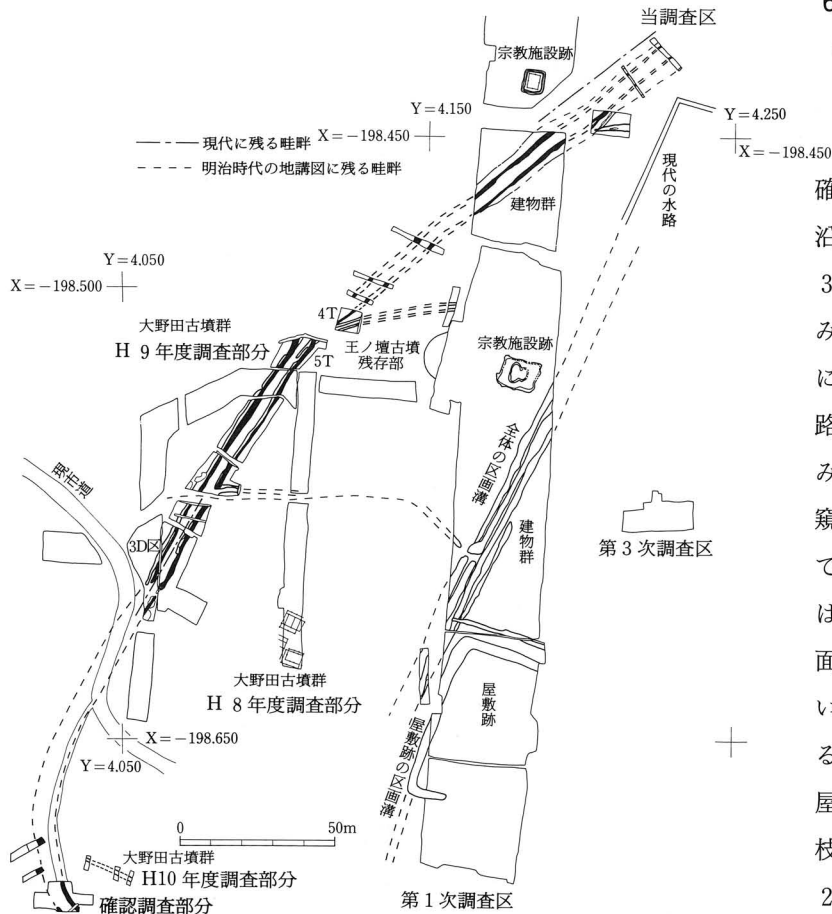 当調査区
宗教施設跡
Y=4.150
Y=4.250
現代に残る畦畔
X=-198.450
X=-198.450
明治時代の地講図に残る畦畔
現代の水路
建物群
Y=4.050
X=-198.500
4T
大野田古墳群
H 9年度調査部分
5T
王ノ壇古墳
残存部
宗教施設跡
全体の区画溝
現市道
建物群
3D区
第3次調査区
大野田古墳群
H 8年度調査部分
屋敷跡
X=-198.650
Y=4.050
屋敷跡の区画溝
0
50m
大野田古墳群
H10年度調査部分
確認調査部分
第1次調査区
6
確
沿
3
み
に
路
み
窺
て
は
面
い
る
屋
枝
2